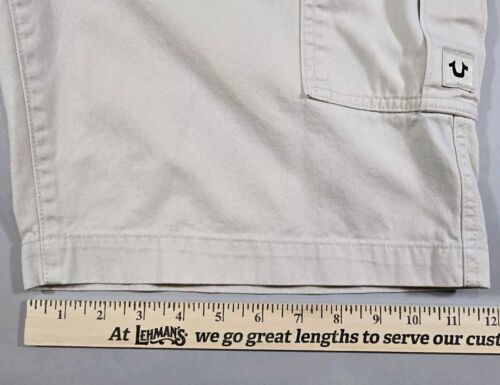 1 2 3 4 5 6 7 8 9 10 11 12
At LEHMAN'S we go great lengths to serve our cust